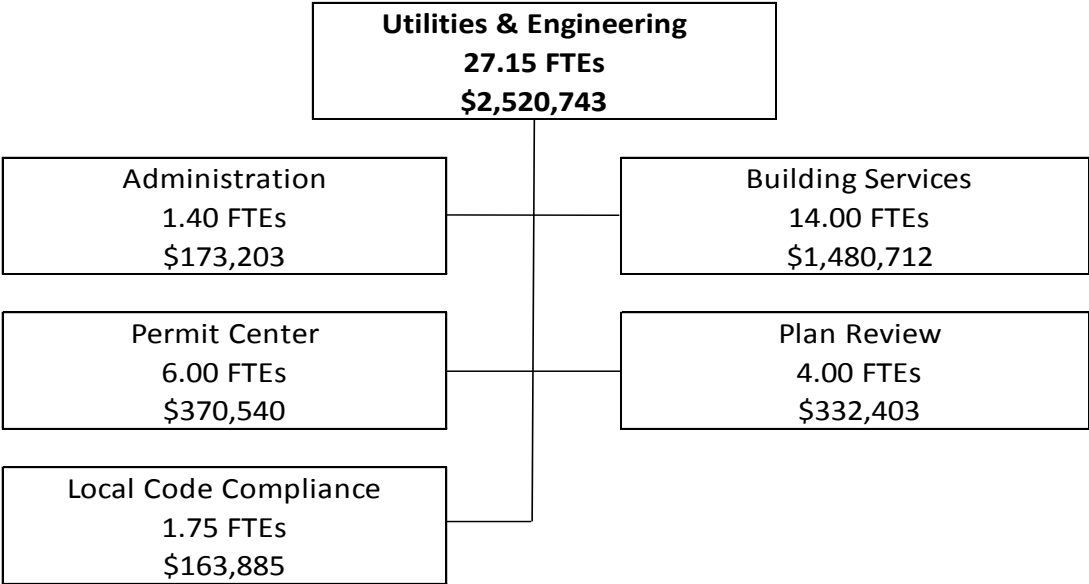 Utilities & Engineering
27.15 FTEs
$2,520,743
Administration
1.40 FTEs
$173,203
Building Services
14.00 FTEs
$1,480,712
Permit Center
6.00 FTEs
$370,540
Plan Review
4.00 FTEs
$332,403
Local Code Compliance
1.75 FTEs
$163,885